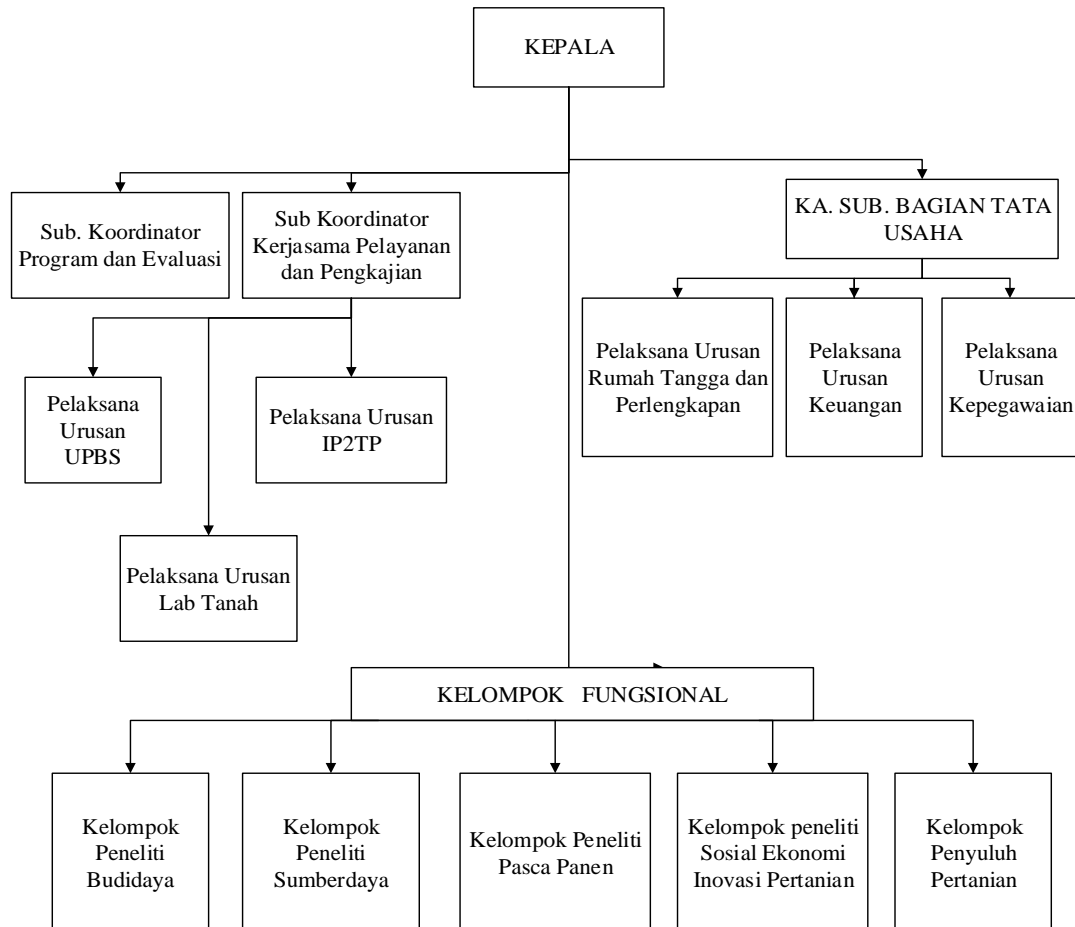 KEPALA
Sub. Koordinator
Program dan Evaluasi
Sub Koordinator
Kerjasama Pelayanan
dan Pengkajian
KA. SUB. BAGIAN TATA
USAHA
Pelaksana Urusan
Rumah Tangga dan
Perlengkapan
Pelaksana
Urusan
Keuangan
Pelaksana
Urusan
Kepegawaian
Pelaksana
Urusan
UPBS
Pelaksana Urusan
IP2TP
Pelaksana Urusan
Lab Tanah
KELOMPOK FUNGSIONAL
Kelompok
Peneliti
Budidaya
Kelompok
Peneliti
Sumberdaya
Kelompok Peneliti
Pasca Panen
Kelompok peneliti
Sosial Ekonomi
Inovasi Pertanian
Kelompok
Penyuluh
Pertanian